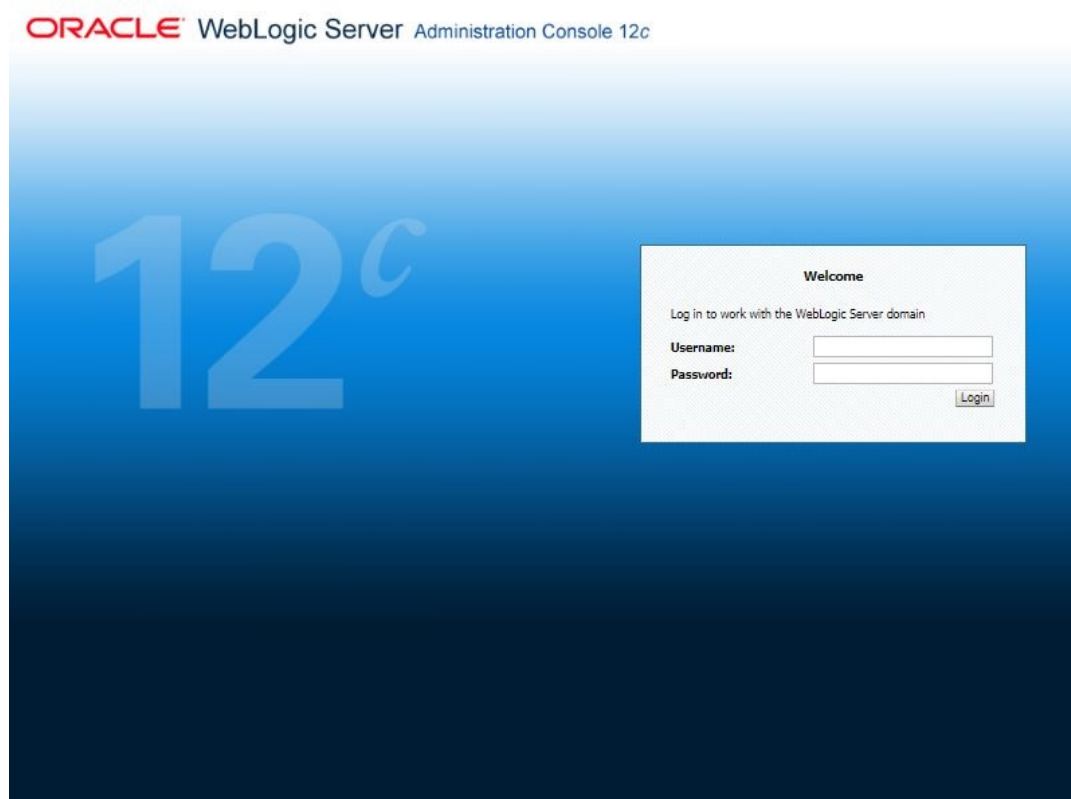 ORACLE WebLogic Server Administration Console 12c
12c
Welcome
Log in to work with the WebLogic Server domain
Username:
Password:
Login